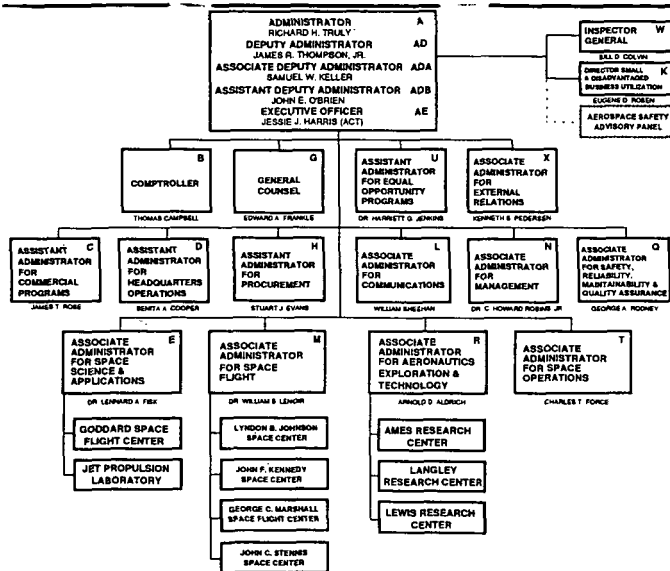 ADMINISTRATOR A
RICHARD H. TRULY
DEPUTY ADMINISTRATOR AD
JAMES R. THOMPSON, JR.
ASSOCIATE DEPUTY ADMINISTRATOR ADA
SAMUEL W. KELLER
ASSISTANT DEPUTY ADMINISTRATOR ADB
JOHN E. O'BRIEN
EXECUTIVE OFFICER AE
JESSIE J. HARRIS (ACT)
W
INSPECTOR
GENERAL
BILL D. COLVIN
K
DIRECTOR SMALL
& DISADVANTAGED
BUSINESS UTILIZATION
EUGENE D. ROSEN
AEROSPACE SAFETY
ADVISORY PANEL
B
COMPTROLLER
THOMAS CAMPBELL
G
GENERAL
COUNSEL
EDWARD A. FRANKLE
U
ASSISTANT
ADMINISTRATOR
FOR EQUAL
OPPORTUNITY
PROGRAMS
DR HARRIETT G. JENKINS
X
ASSOCIATE
ADMINISTRATOR
FOR
EXTERNAL
RELATIONS
KENNETH S PEDERSEN
C
ASSISTANT
ADMINISTRATOR
FOR
COMMERCIAL
PROGRAMS
JAMES T. ROSE
D
ASSISTANT
ADMINISTRATOR
FOR
HEADQUARTERS
OPERATIONS
BENITA A. COOPER
H
ASSISTANT
ADMINISTRATOR
FOR
PROCUREMENT
STUART J. EVANS
L
ASSOCIATE
ADMINISTRATOR
FOR
COMMUNICATIONS
WILLIAM SHEEHAN
N
ASSOCIATE
ADMINISTRATOR
FOR
MANAGEMENT
DR. C. HOWARD ROBINS JR
Q
ASSOCIATE
ADMINISTRATOR
FOR SAFETY,
RELIABILITY,
MAITAINABILITY &
QUALITY ASSURANCE
GEORGE A. RODNEY
E
ASSOCIATE
ADMINISTRATOR
FOR SPACE
SCIENCE &
APPLICATIONS
DR LENNARD A. FISK
GODDARD SPACE
FLIGHT CENTER
JET PROPULSION
LABORATORY
M
ASSOCIATE
ADMINISTRATOR
FOR SPACE
FLIGHT
DR. WILLIAM B LENOIR
LYNDON B. JOHNSON
SPACE CENTER
JOHN F. KENNEDY
SPACE CENTER
GEORGE C. MARSHALL
SPACE FLIGHT CENTER
JOHN C. STENNIS
SPACE CENTER
R
ASSOCIATE
ADMINISTRATOR
FOR AERONAUTICS
EXPLORATION &
TECHNOLOGY
ARNOLD D. ALDRICH
AMES RESEARCH
CENTER
LANGLEY
RESEARCH CENTER
LEWIS RESEARCH
CENTER
T
ASSOCIATE
ADMINISTRATOR
FOR SPACE
OPERATIONS
CHARLES T. FORCE